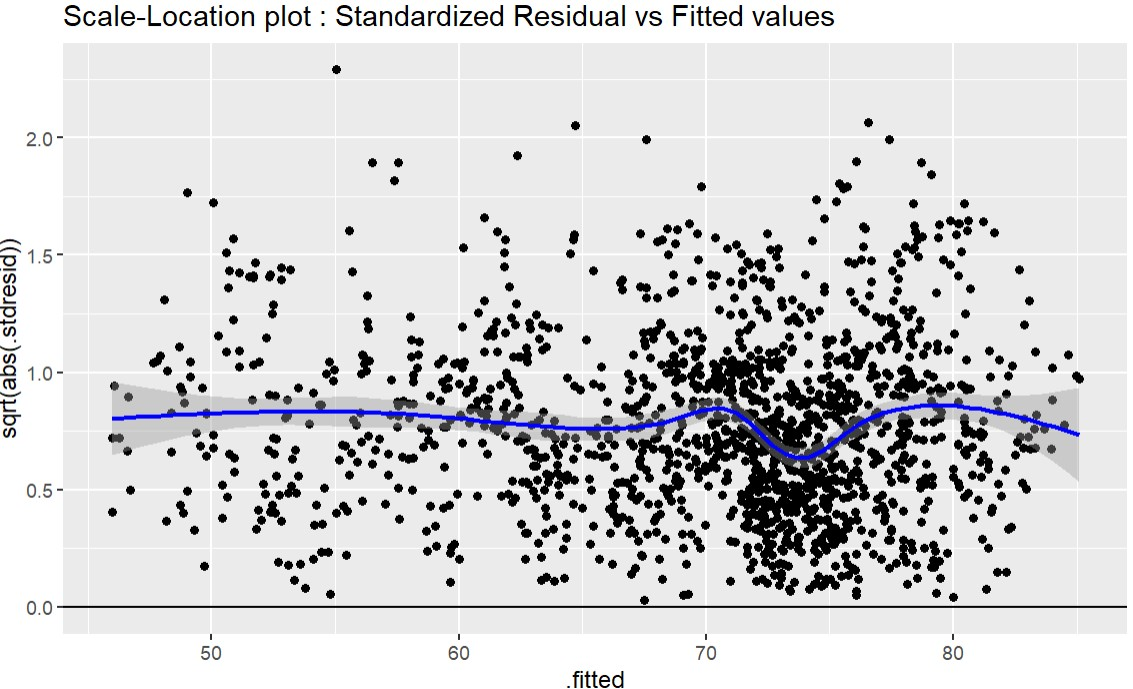 Scale-Location plot : Standardized Residual vs Fitted values
sqrt(abs(.stdresid))
2.0
1.5
1.0
0.5
0.0
50 60 70 80
.fitted